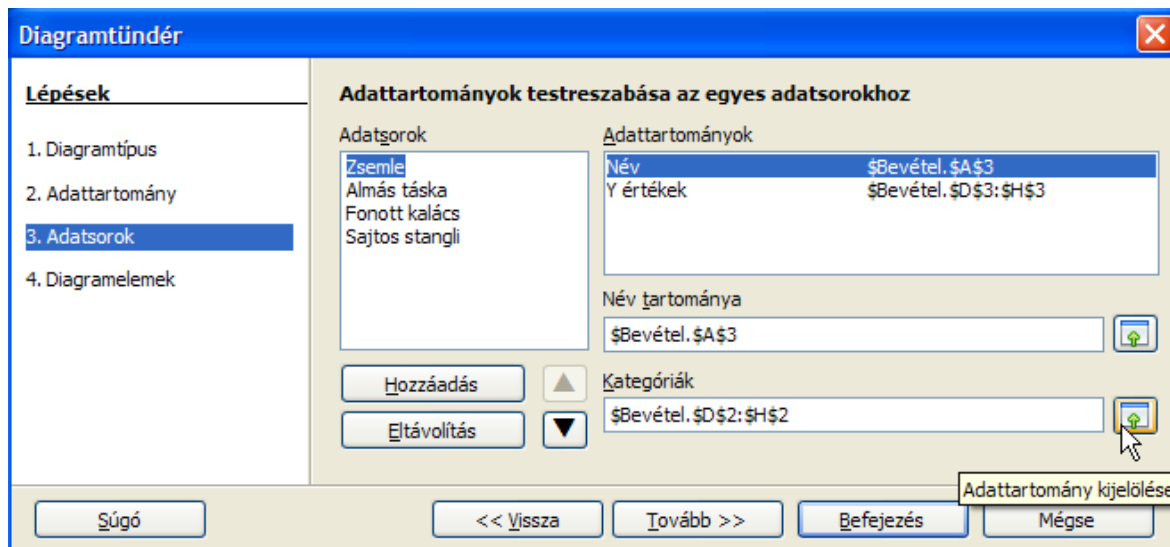 Diagramtündér
Lépések
1. Diagramtípus
2. Adattartomány
3. Adatsorok
4. Diagramelemek
Adattartományok testreszabása az egyes adatsorokhoz
Adatsorok
Zsemle
Almás táska
Fonott kalács
Sajtos stangli
Hozzáadás
Eltávolítás
Adattartományok
Név $Bevétel.$A$3
Y értékek $Bevétel.$D$3:$H$3
Név tartománya
$Bevétel.$A$3
Kategóriák
$Bevétel.$D$2:$H$2
Adattartomány kijelölése
Súgó
<< Vissza
Tovább >>
Befejezés
Mégse